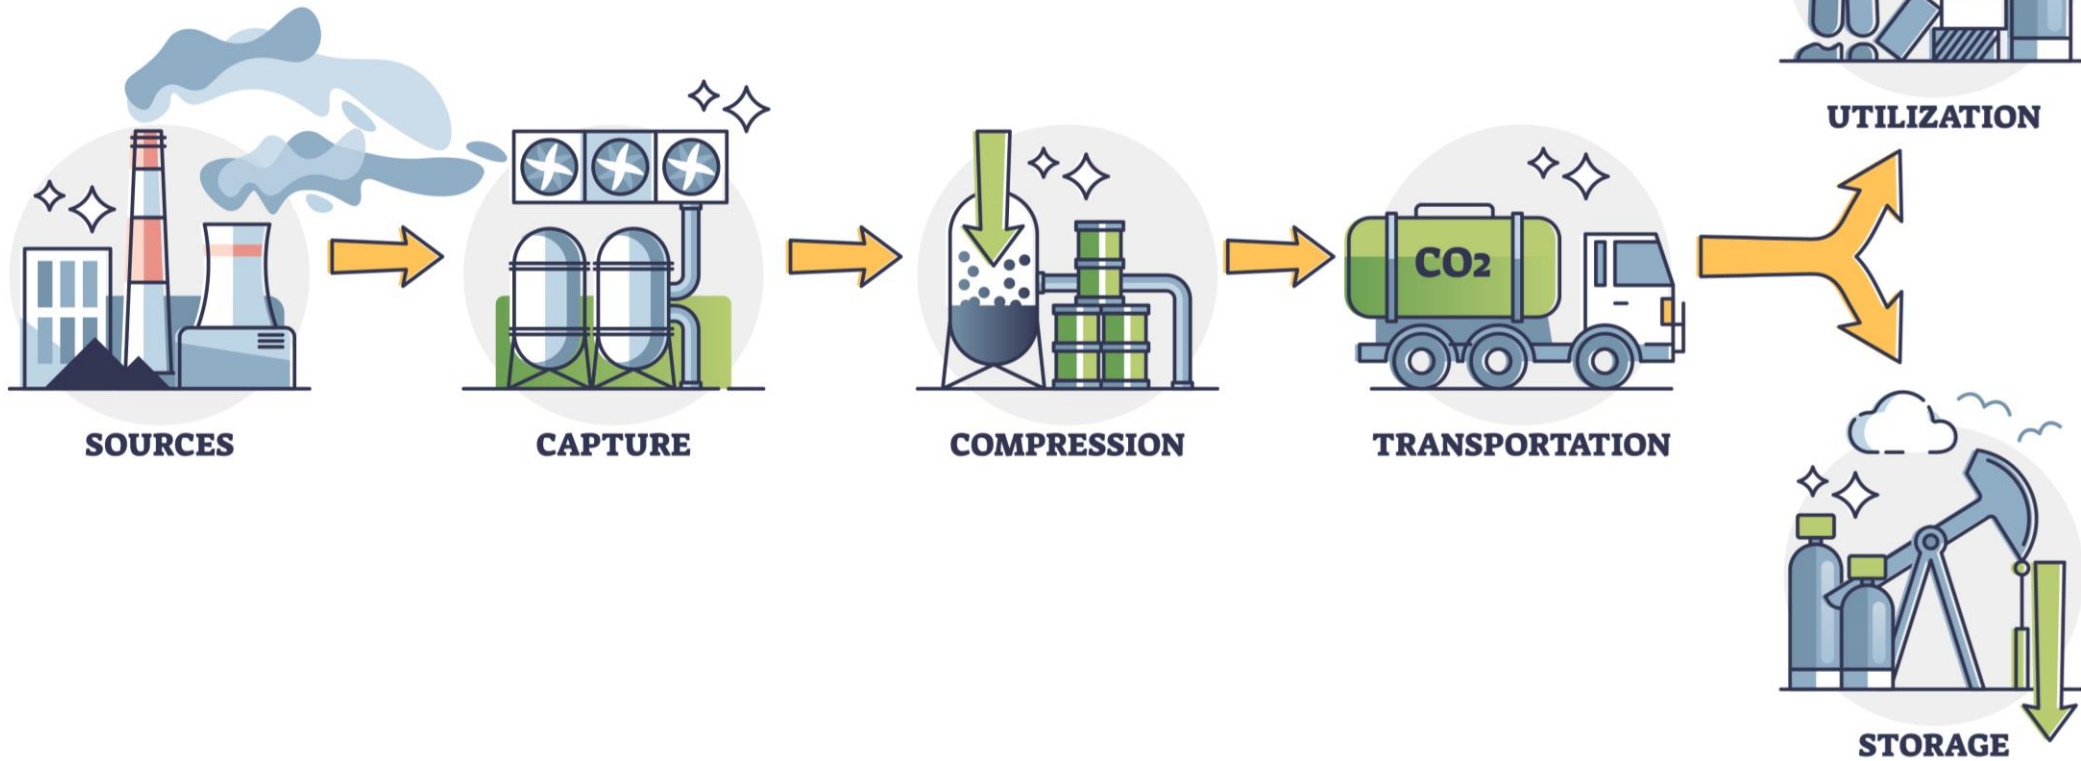 UTILIZATION
CO2
SOURCES
CAPTURE
COMPRESSION
TRANSPORTATION
STORAGE